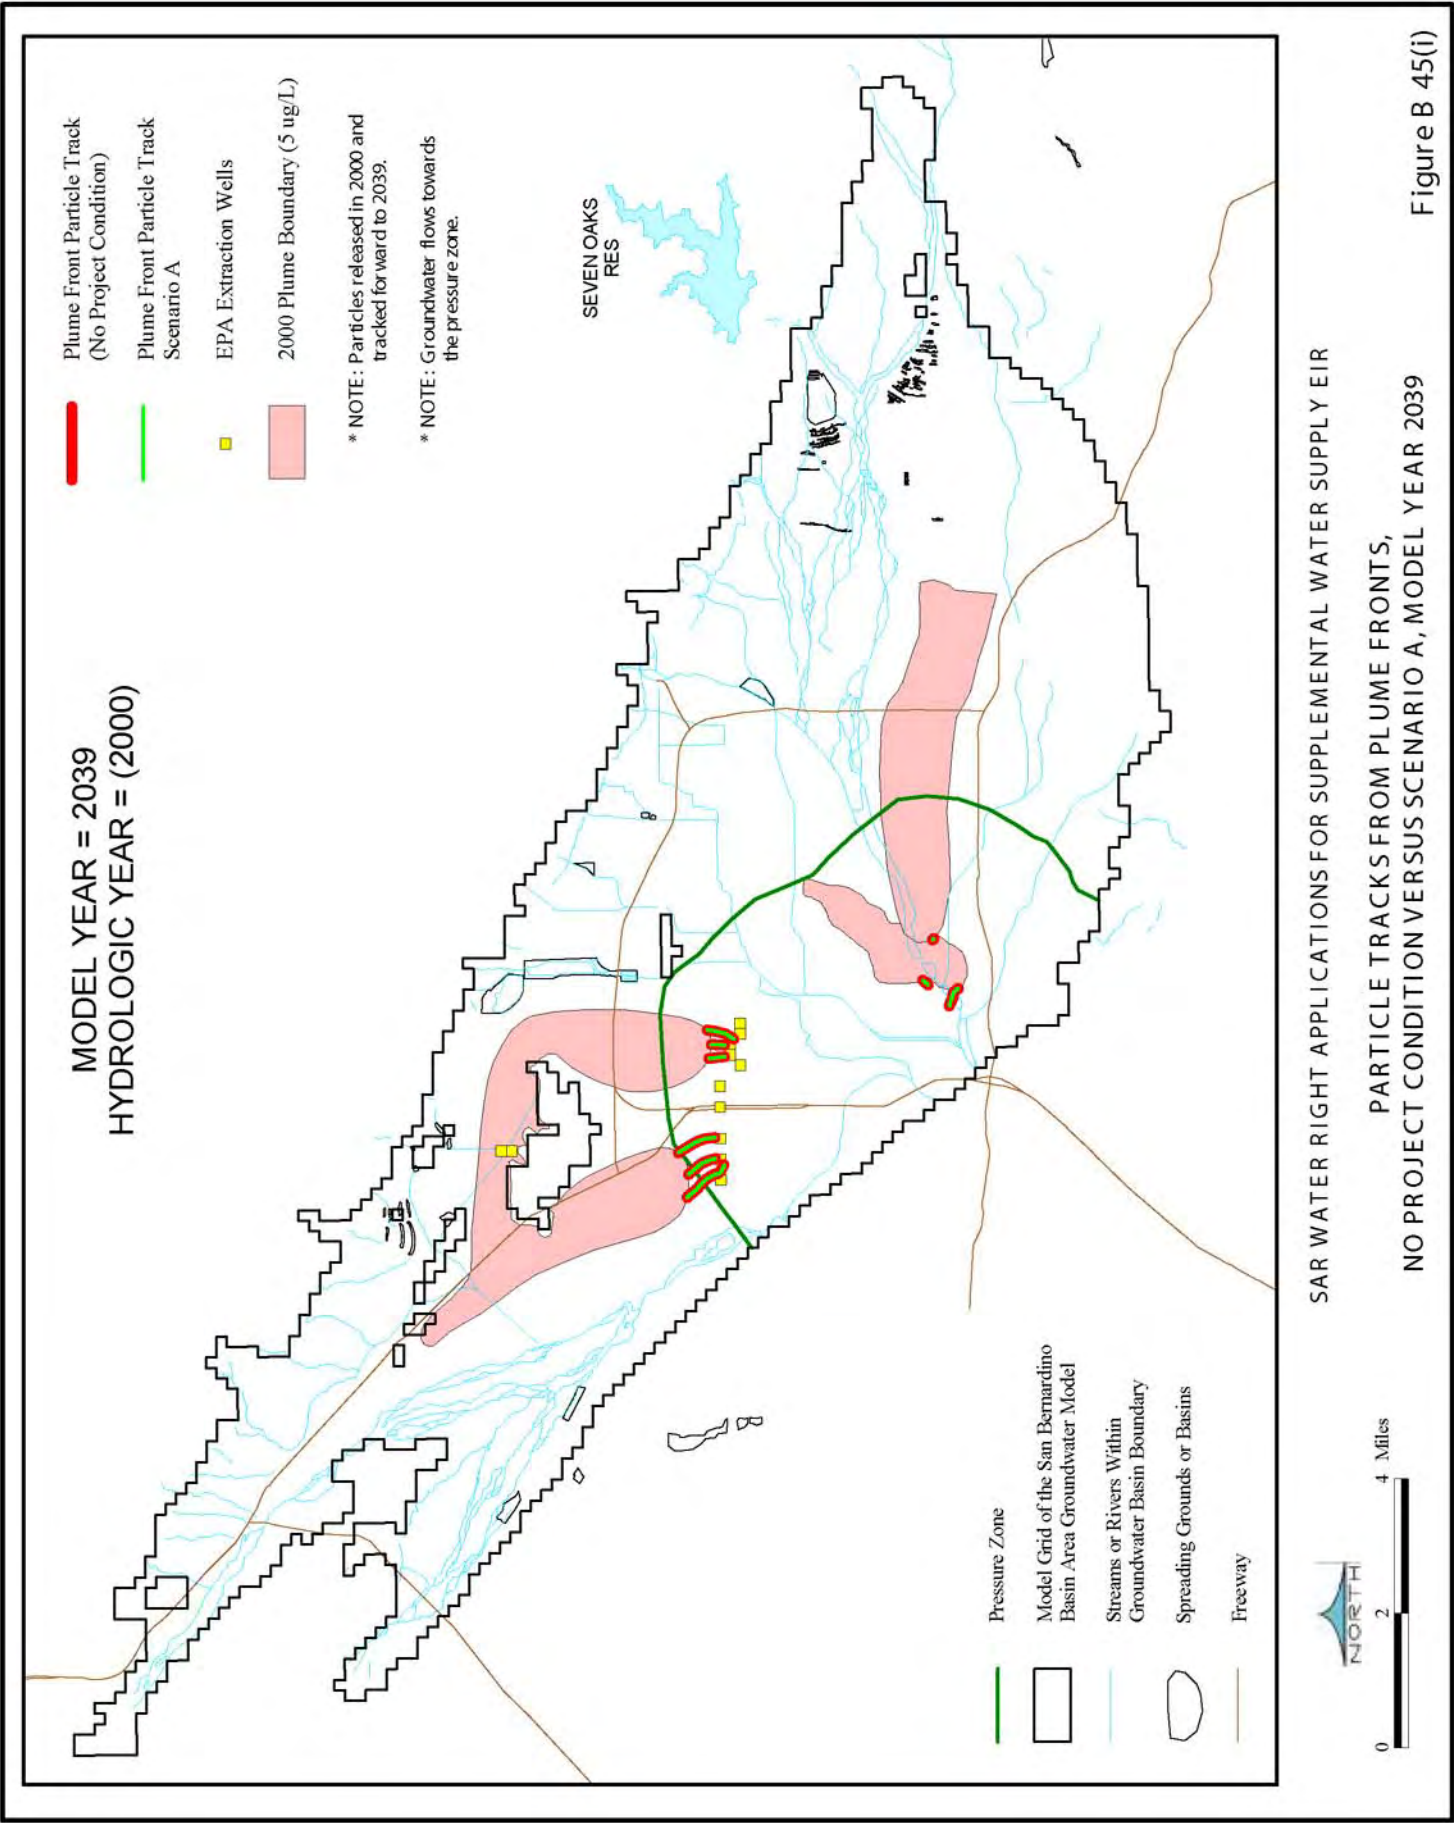 MODEL YEAR = 2039
HYDROLOGIC YEAR = (2000)
Plume Front Particle Track
(No Project Condition)
Plume Front Particle Track
Scenario A
EPA Extraction Wells
2000 Plume Boundary (5 ug/L)
* NOTE: Particles released in 2000 and
tracked forward to 2039.
* NOTE: Groundwater flows towards
the pressure zone.
SEVEN OAKS
RES
Pressure Zone
Model Grid of the San Bernardino
Basin Area Groundwater Model
Streams or Rivers Within
Groundwater Basin Boundary
Spreading Grounds or Basins
Freeway
NORTH
0 2 4 Miles
SAR WATER RIGHT APPLICATIONS FOR SUPPLEMENTAL WATER SUPPLY EIR
PARTICLE TRACKS FROM PLUME FRONTS,
NO PROJECT CONDITION VERSUS SCENARIO A, MODEL YEAR 2039
Figure B 45(i)